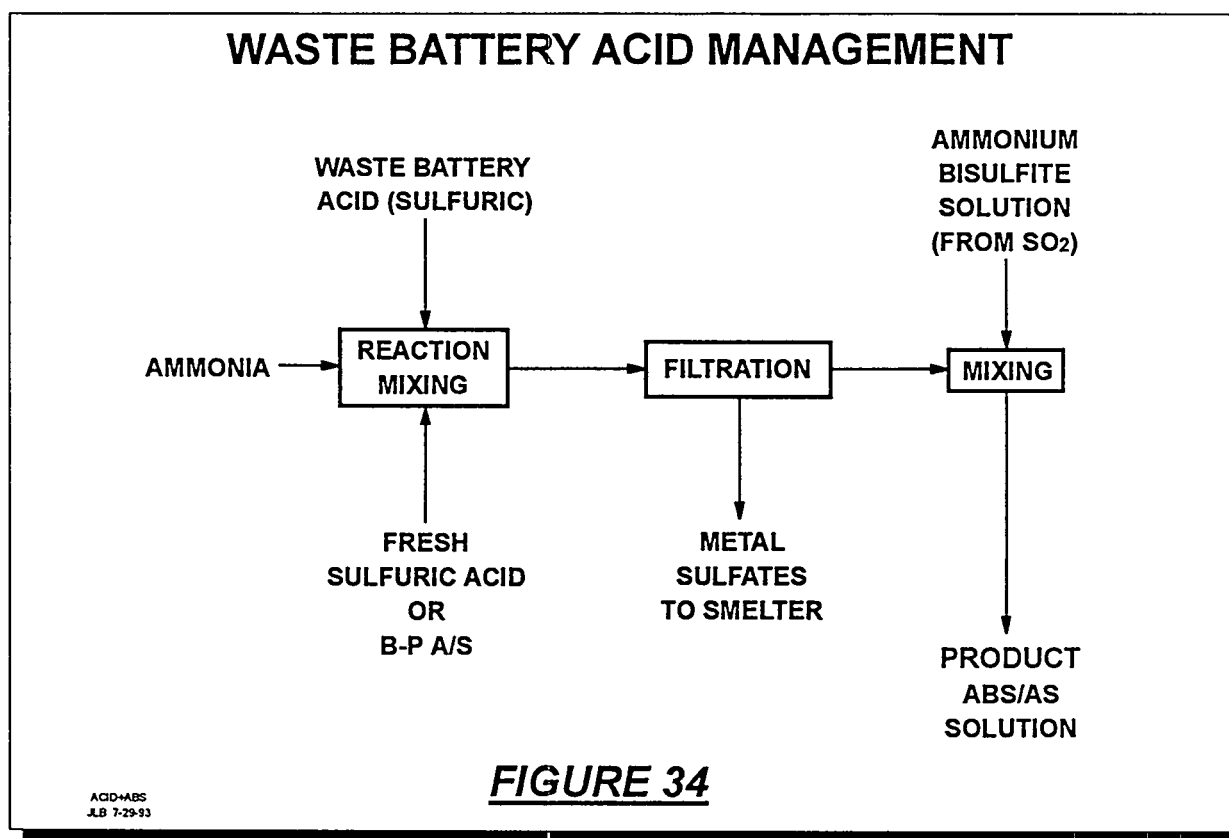 WASTE BATTERY ACID MANAGEMENT
WASTE BATTERY
ACID (SULFURIC)
AMMONIUM
BISULFITE
SOLUTION
(FROM SO₂)
AMMONIA
REACTION
MIXING
FILTRATION
MIXING
FRESH
SULFURIC ACID
OR
B-P A/S
METAL
SULFATES
TO SMELTER
PRODUCT
ABS/AS
SOLUTION
FIGURE 34
ACID+ABS
JLB 7-29-93